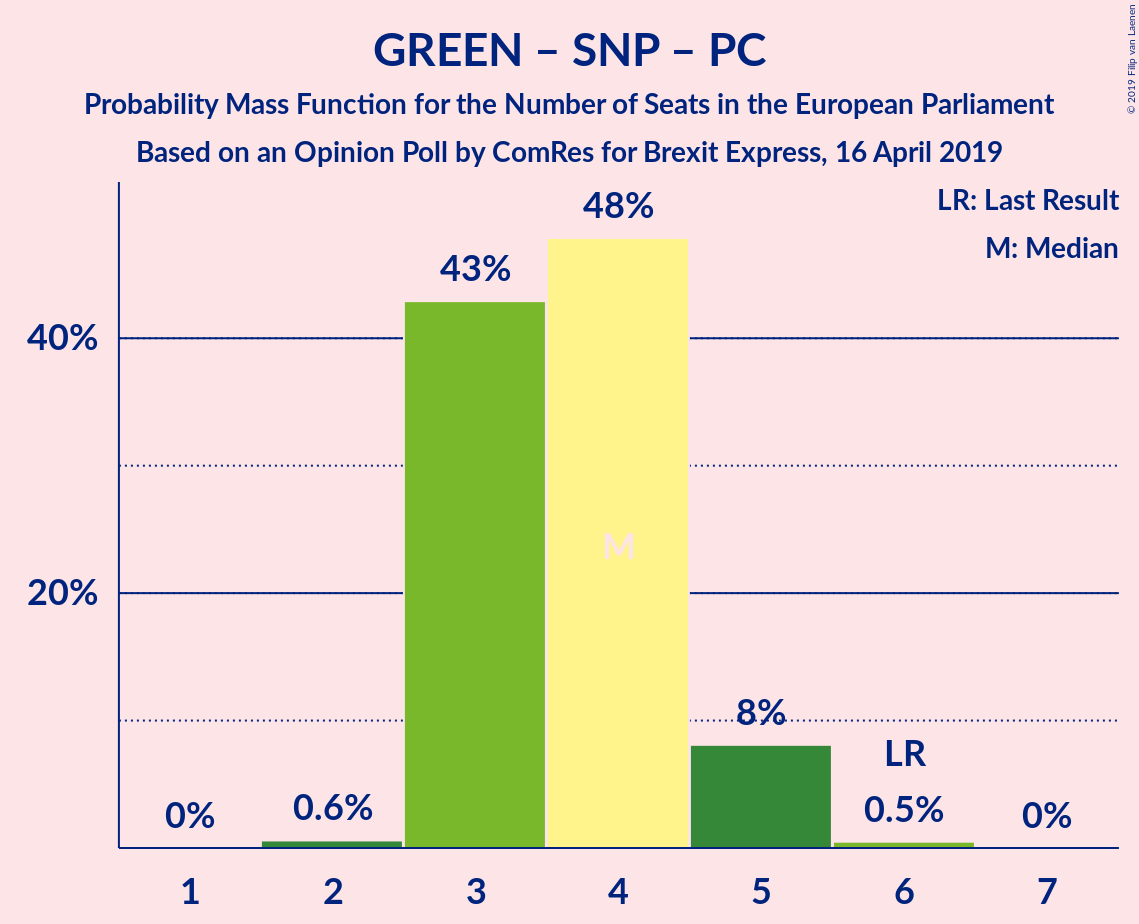 GREEN – SNP – PC
Probability Mass Function for the Number of Seats in the European Parliament
Based on an Opinion Poll by ComRes for Brexit Express, 16 April 2019
© 2019 Filip van Laenen
LR: Last Result
M: Median
48%
43%
40%
M
20%
8%
LR
0% 0.6% 0.5% 0%
1 2 3 4 5 6 7